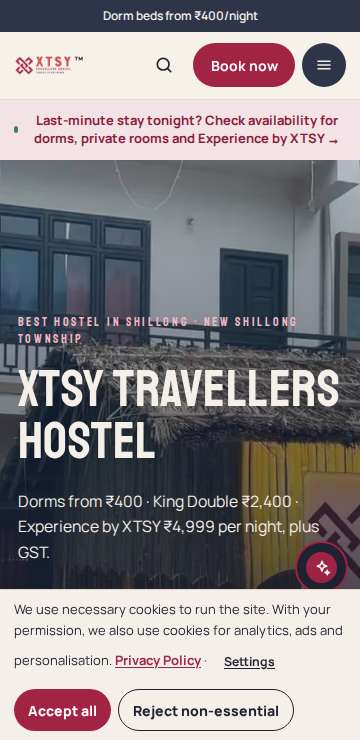 Dorm beds from ₹400/night
XTSY™
Book now
Last-minute stay tonight? Check availability for
dorms, private rooms and Experience by XTSY →
BEST HOSTEL IN SHILLONG · NEW SHILLONG
TOWNSHIP
XTSY TRAVELLERS
HOSTEL
Dorms from ₹400 · King Double ₹2,400 ·
Experience by XTSY ₹4,999 per night, plus
GST.
We use necessary cookies to run the site. With your
permission, we also use cookies for analytics, ads and
personalisation. Privacy Policy · Settings
Accept all
Reject non-essential